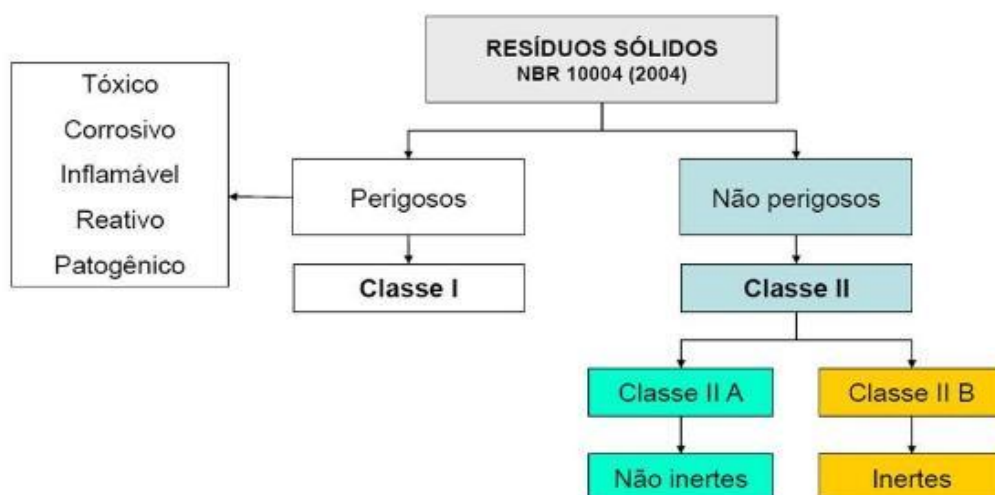 RESÍDUOS SÓLIDOS
NBR 10004 (2004)
Tóxico
Corrosivo
Inflamável
Reativo
Patogênico
Perigosos
Não perigosos
Classe I
Classe II
Classe II A
Classe II B
Não inertes
Inertes